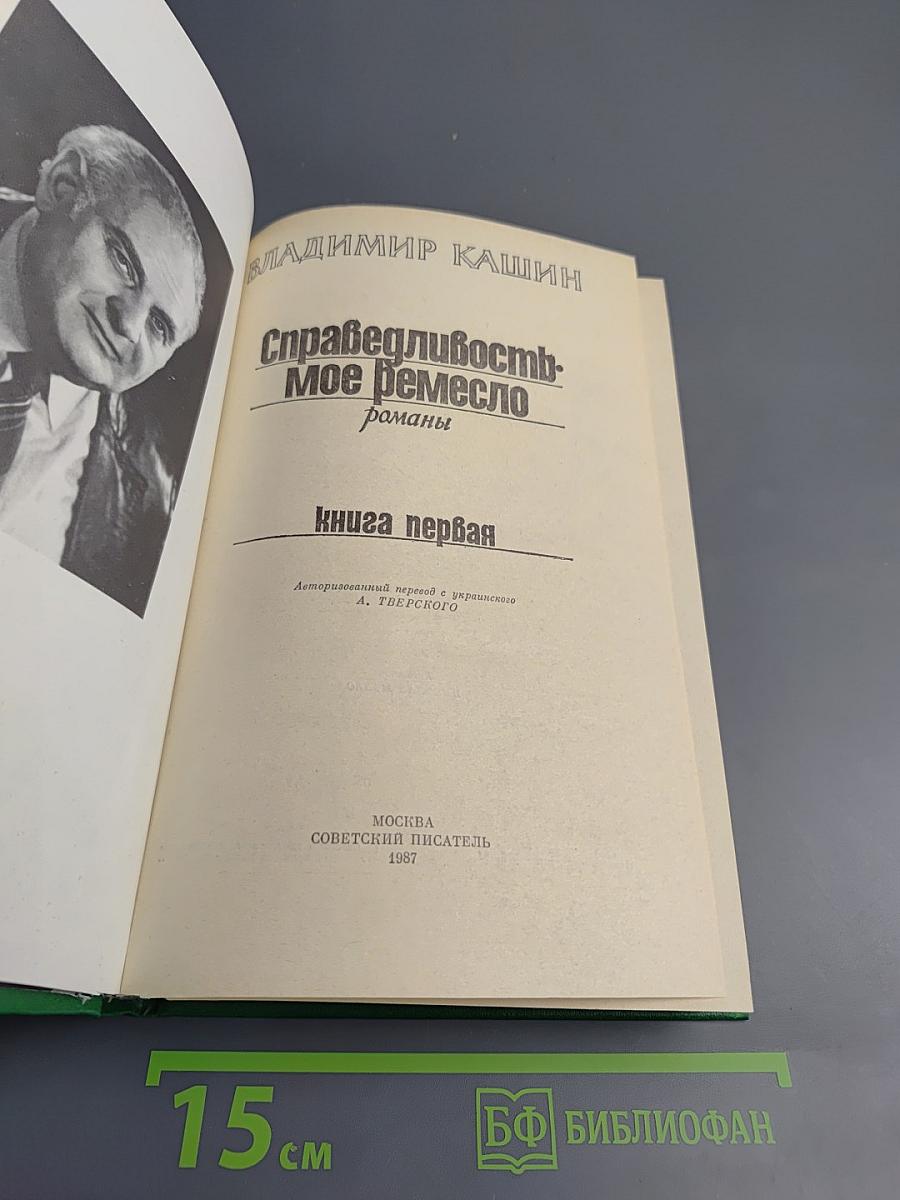 ВЛАДИМИР КАШИН
Справедливость-
мое ремесло
романы
книга первая
Авторизованный перевод с украинского
А. ТВЕРСКОГО
МОСКВА
СОВЕТСКИЙ ПИСАТЕЛЬ
1987
15 см
БФ БИБЛИОФАН